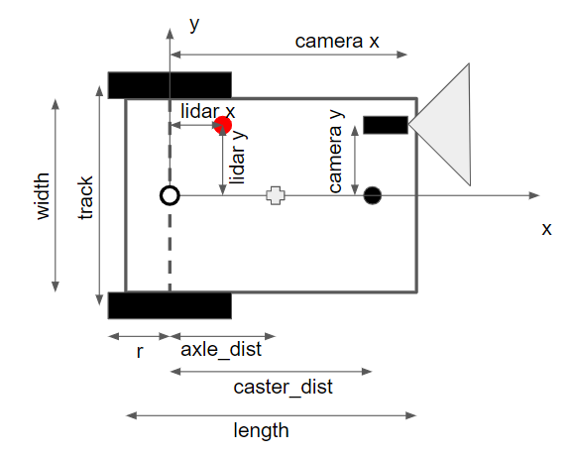 y
camera x
lidar x
lidar y
camera y
width
track
x
r
axle_dist
caster_dist
length